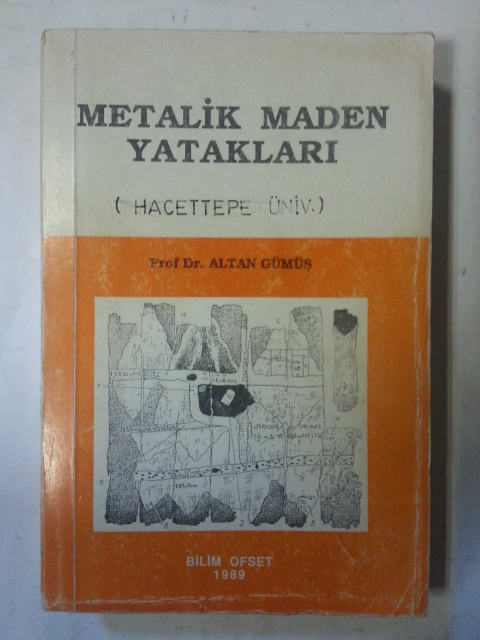 METALİK MADEN
YATAKLARI
( HACETTEPE ÜNİV.)
Prof Dr. ALTAN GÜMÜŞ
BİLİM OFSET
1989